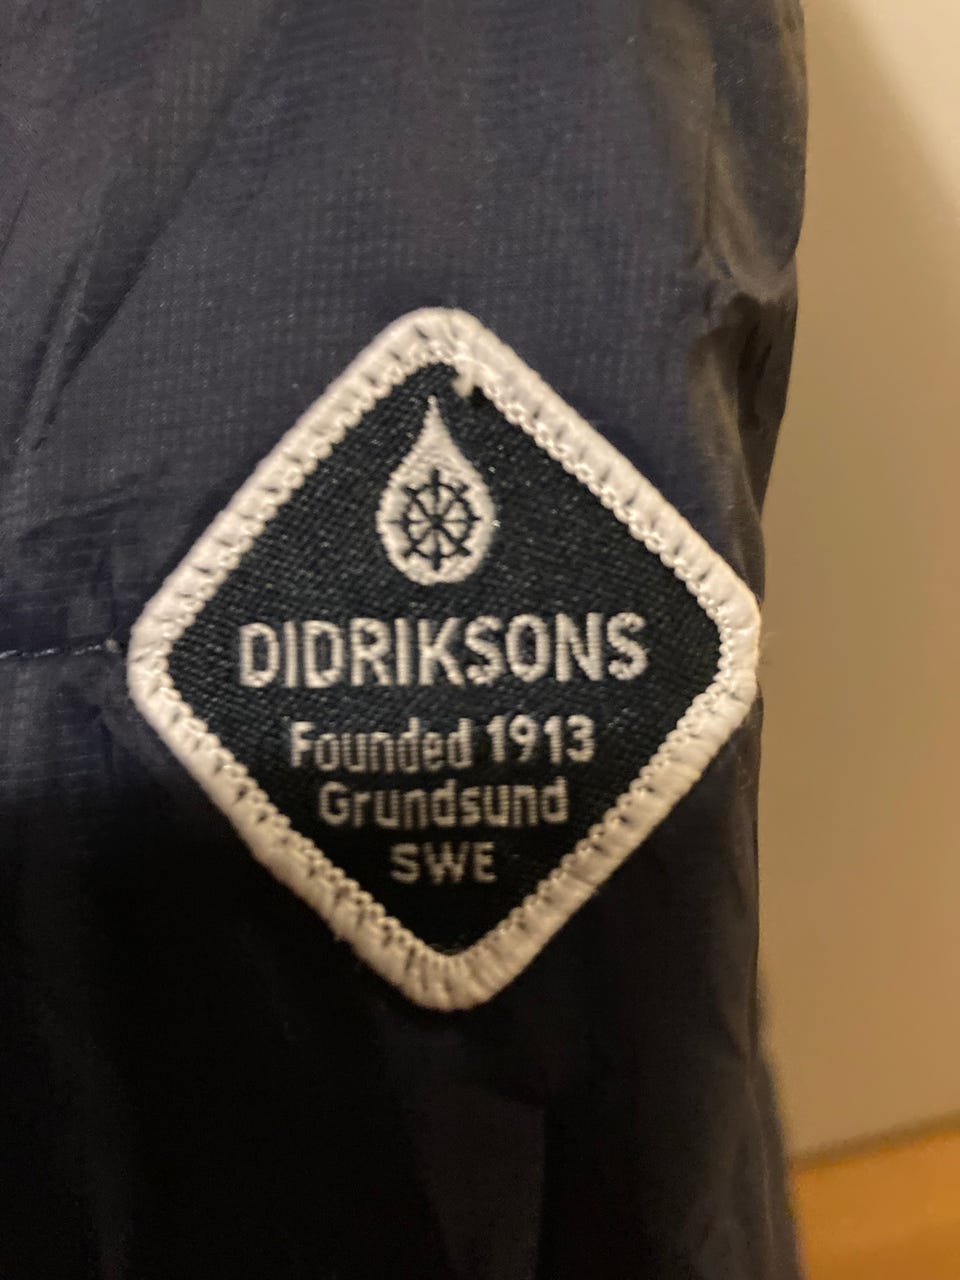 DIDRIKSONS
Founded 1913
Grundsund
SWE